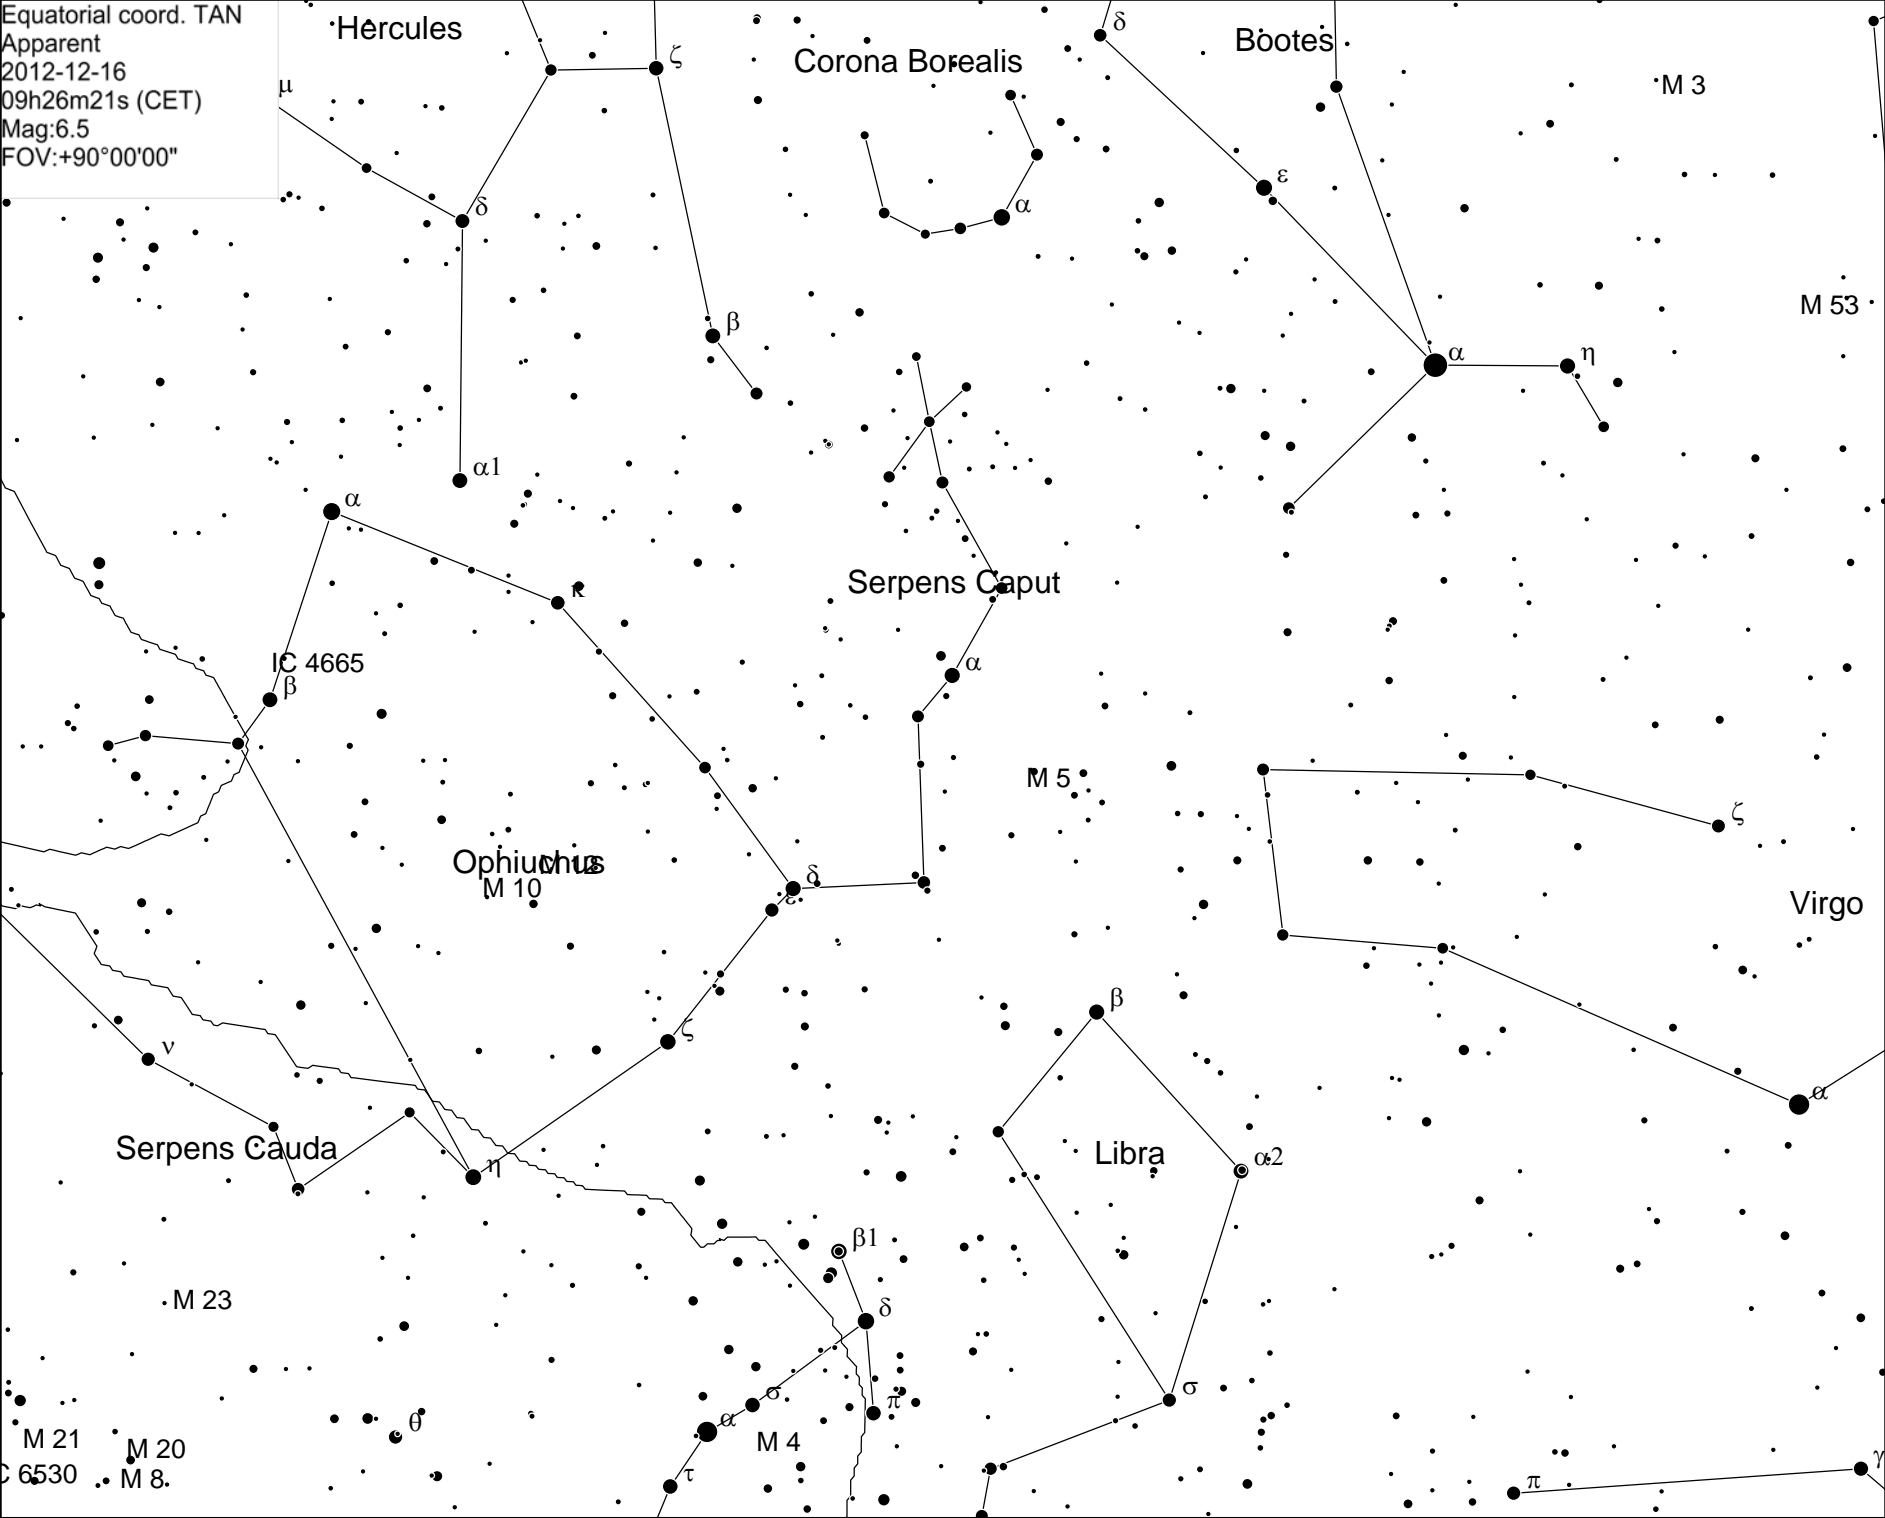 Equatorial coord. TAN
Apparent
2012-12-16
09h26m21s (CET)
Mag:6.5
FOV:+90°00'00"
Hercules
ζ
Corona Borealis
δ
Bootes
M 3
μ
δ
α
ε
M 53
β
α
η
α1
α
κ
Serpens Caput
α
IC 4665
β
M 5
ζ
Ophiuchus
M 10
δ
ε
Virgo
β
ζ
ν
α
Serpens Cauda
η
Libra
α2
β1
M 23
δ
σ
π
σ
θ
α
M 4
M 21
M 20
C 6530
M 8
τ
π
γ